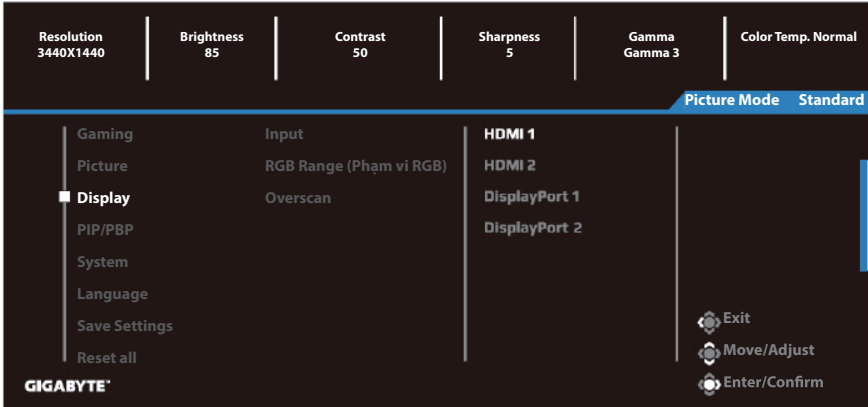 Resolution
3440X1440
Brightness
85
Contrast
50
Sharpness
5
Gamma
Gamma 3
Color Temp. Normal
Picture Mode Standard
Gaming
Picture
Display
PIP/PBP
System
Language
Save Settings
Reset all
Input
RGB Range (Phạm vi RGB)
Overscan
HDMI 1
HDMI 2
DisplayPort 1
DisplayPort 2
Exit
Move/Adjust
Enter/Confirm
GIGABYTE™